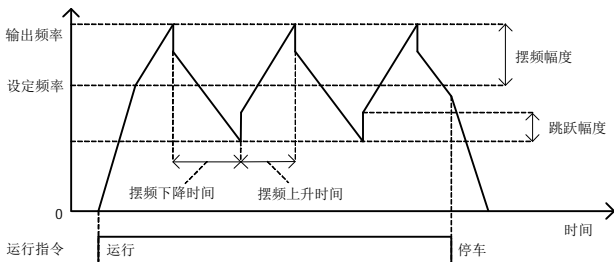 输出频率
摆频幅度
设定频率
跳跃幅度
摆频下降时间
摆频上升时间
0
时间
运行指令
运行
停车